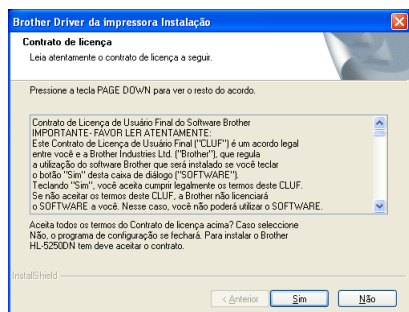 Brother Driver da impressora Instalação
Contrato de licença
Leia atentamente o contrato de licença a seguir.
Pressione a tecla PAGE DOWN para ver o resto do acordo.
Contrato de Licença de Usuário Final do Software Brother
IMPORTANTE- FAVOR LER ATENTAMENTE:
Este Contrato de Licença de Usuário Final ("CLUF") é um acordo legal
entre você e a Brother Industries Ltd. ("Brother"), que regula
a utilização do software Brother que será instalado se você teclar
o botão "Sim" desta caixa de diálogo ("SOFTWARE").
Teclando "Sim", você aceita cumprir legalmente os termos deste CLUF.
Se não aceitar os termos deste CLUF, a Brother não licenciará
o SOFTWARE a você. Nesse caso, você não poderá utilizar o SOFTWARE.
Aceita todos os termos do Contrato de licença acima? Caso seleccione
Não, o programa de configuração se fechará. Para instalar o Brother
HL-5250DN tem deve aceitar o contrato.
InstallShield
< Anterior Sim Não